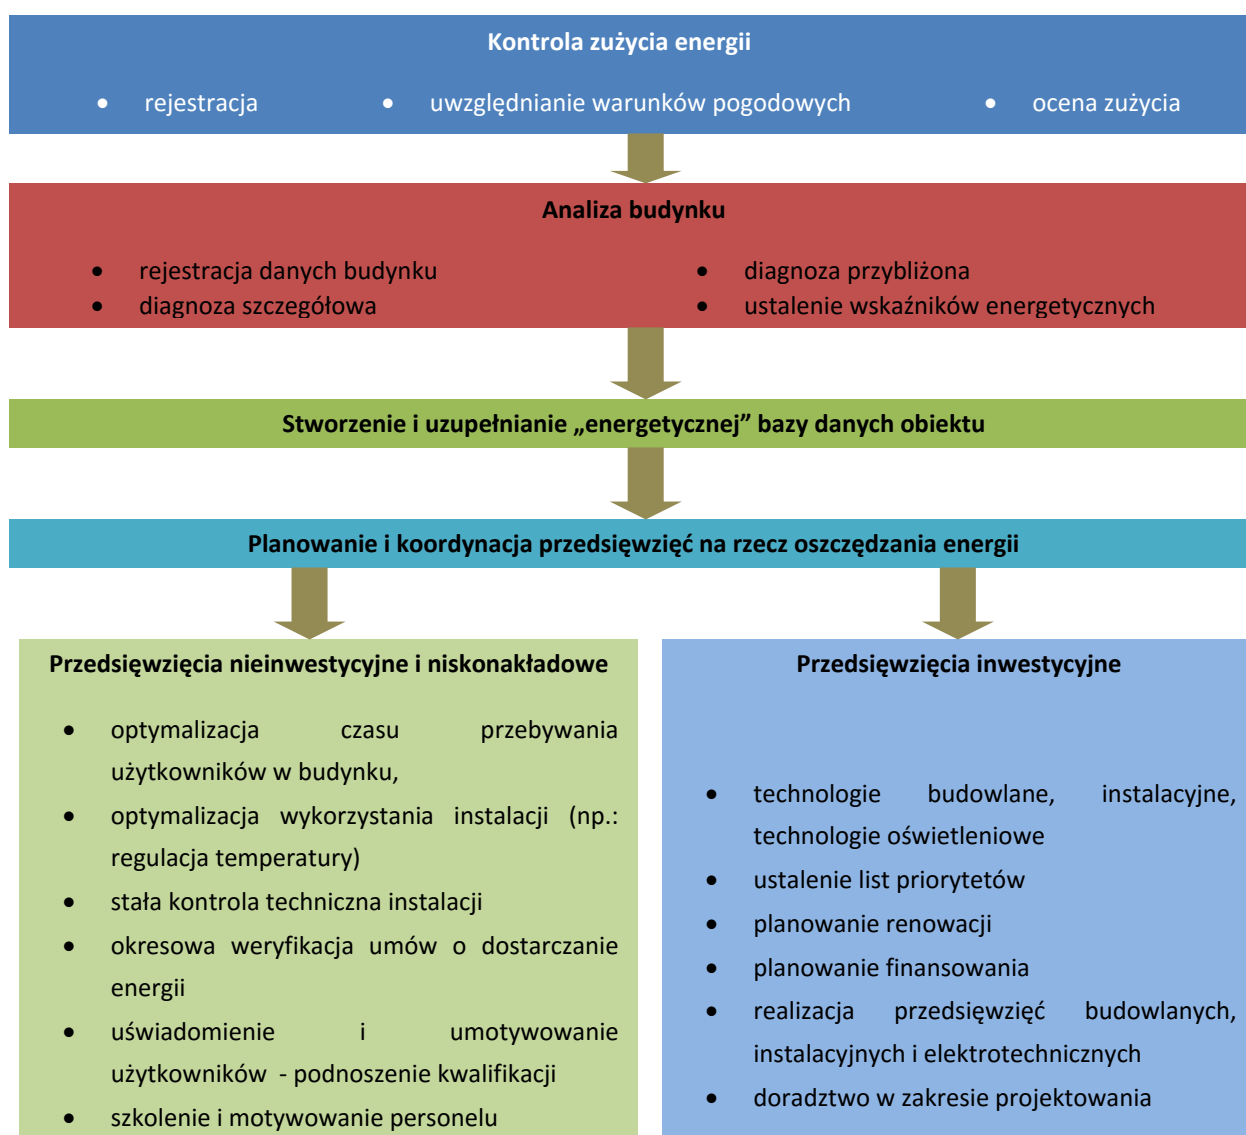 Kontrola zużycia energii
• rejestracja • uwzględnianie warunków pogodowych • ocena zużycia
Analiza budynku
• rejestracja danych budynku • diagnoza przybliżona
• diagnoza szczegółowa • ustalenie wskaźników energetycznych
Stworzenie i uzupełnianie „energetycznej” bazy danych obiektu
Planowanie i koordynacja przedsięwzięć na rzecz oszczędzania energii
Przedsięwzięcia nieinwestycyjne i niskonakładowe
• optymalizacja czasu przebywania
użytkowników w budynku,
• optymalizacja wykorzystania instalacji (np.:
regulacja temperatury)
• stała kontrola techniczna instalacji
• okresowa weryfikacja umów o dostarczanie
energii
• uświadomienie i umotywowanie
użytkowników - podnoszenie kwalifikacji
• szkolenie i motywowanie personelu
Przedsięwzięcia inwestycyjne
• technologie budowlane, instalacyjne,
technologie oświetleniowe
• ustalenie list priorytetów
• planowanie renowacji
• planowanie finansowania
• realizacja przedsięwzięć budowlanych,
instalacyjnych i elektrotechnicznych
• doradztwo w zakresie projektowania